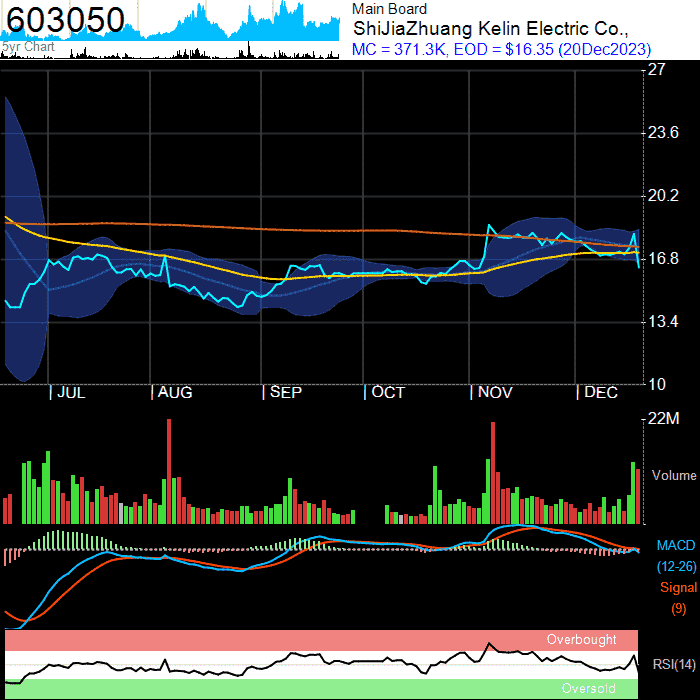 603050
5yr Chart
Main Board
ShiJiaZhuang Kelin Electric Co.,
MC = 371.3K, EOD = $16.35 (20Dec2023)
27
23.6
20.2
16.8
13.4
10
JUL
AUG
SEP
OCT
NOV
DEC
22M
Volume
MACD
(12-26)
Signal
(9)
Overbought
RSI(14)
Oversold